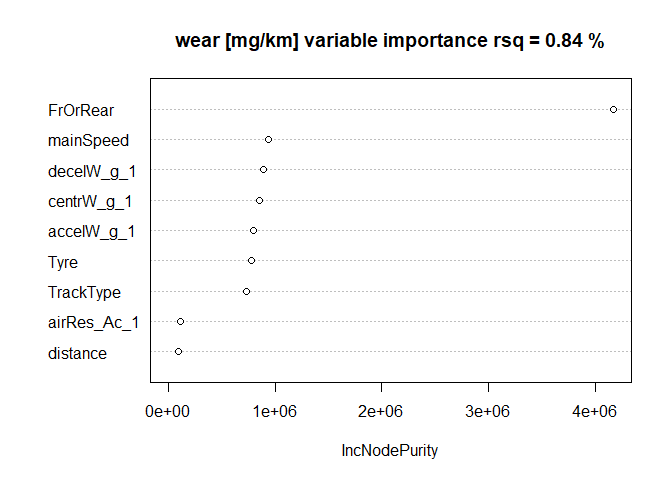 wear [mg/km] variable importance rsq = 0.84 %
FrOrRear
mainSpeed
decelW_g_1
centrW_g_1
accelW_g_1
Tyre
TrackType
airRes_Ac_1
distance
0e+00 1e+06 2e+06 3e+06 4e+06
IncNodePurity